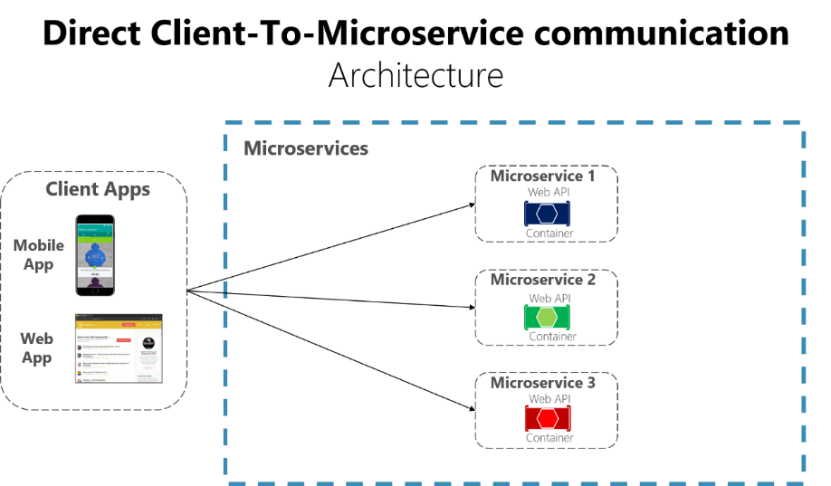 Direct Client-To-Microservice communication
Architecture
Microservices
Client Apps
Mobile
App
Web
App
Microservice 1
Web API
Container
Microservice 2
Web API
Container
Microservice 3
Web API
Container